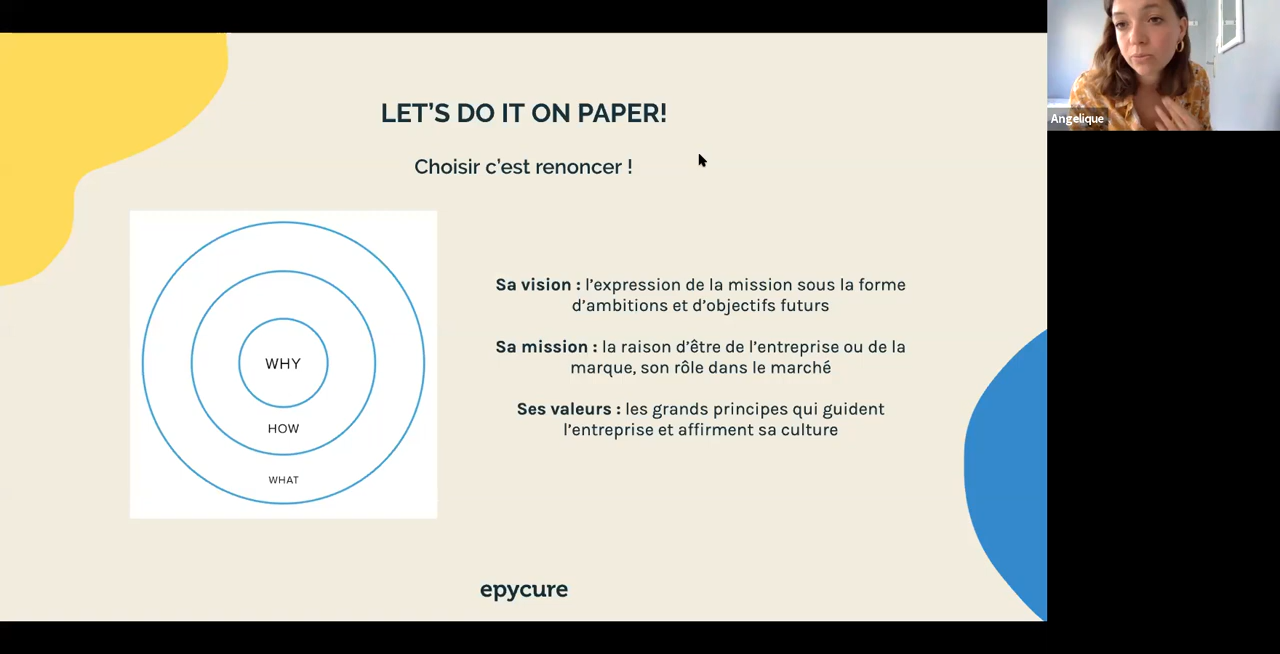 LET’S DO IT ON PAPER!
Choisir c’est renoncer !
Angelique
WHY
HOW
WHAT
Sa vision : l’expression de la mission sous la forme
d’ambitions et d’objectifs futurs
Sa mission : la raison d’être de l’entreprise ou de la
marque, son rôle dans le marché
Ses valeurs : les grands principes qui guident
l’entreprise et affirment sa culture
epycure